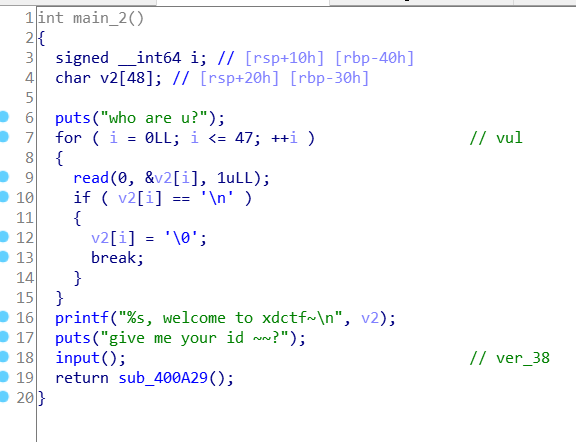 1 int main_2()
2 {
3 signed __int64 i; // [rsp+10h] [rbp-40h]
4 char v2[48]; // [rsp+20h] [rbp-30h]
5
6 puts("who are u?");
7 for ( i = 0LL; i <= 47; ++i ) // vul
8 {
9 read(0, &v2[i], 1uLL);
10 if ( v2[i] == '\n' )
11 {
12 v2[i] = '\0';
13 break;
14 }
15 }
16 printf("%s, welcome to xdctf~\n", v2);
17 puts("give me your id ~~?");
18 input(); // ver_38
19 return sub_400A29();
20 }